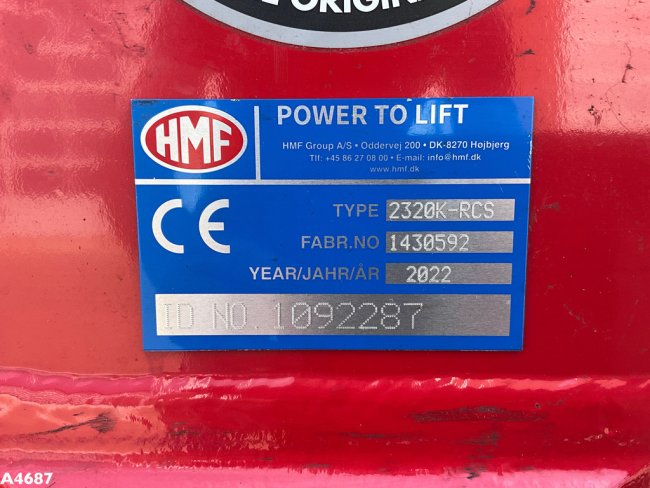 ORIGIN
HMF
POWER TO LIFT
HMF Group A/S • Oddervej 200 • DK-8270 Højbjerg
Tlf: +45 86 27 08 00 • E-mail: info@hmf.dk
www.hmf.dk
CE
TYPE 2320K-RCS
FABR.NO 1430592
YEAR/JAHR/ÅR 2022
ID NO. 1092287
A4687